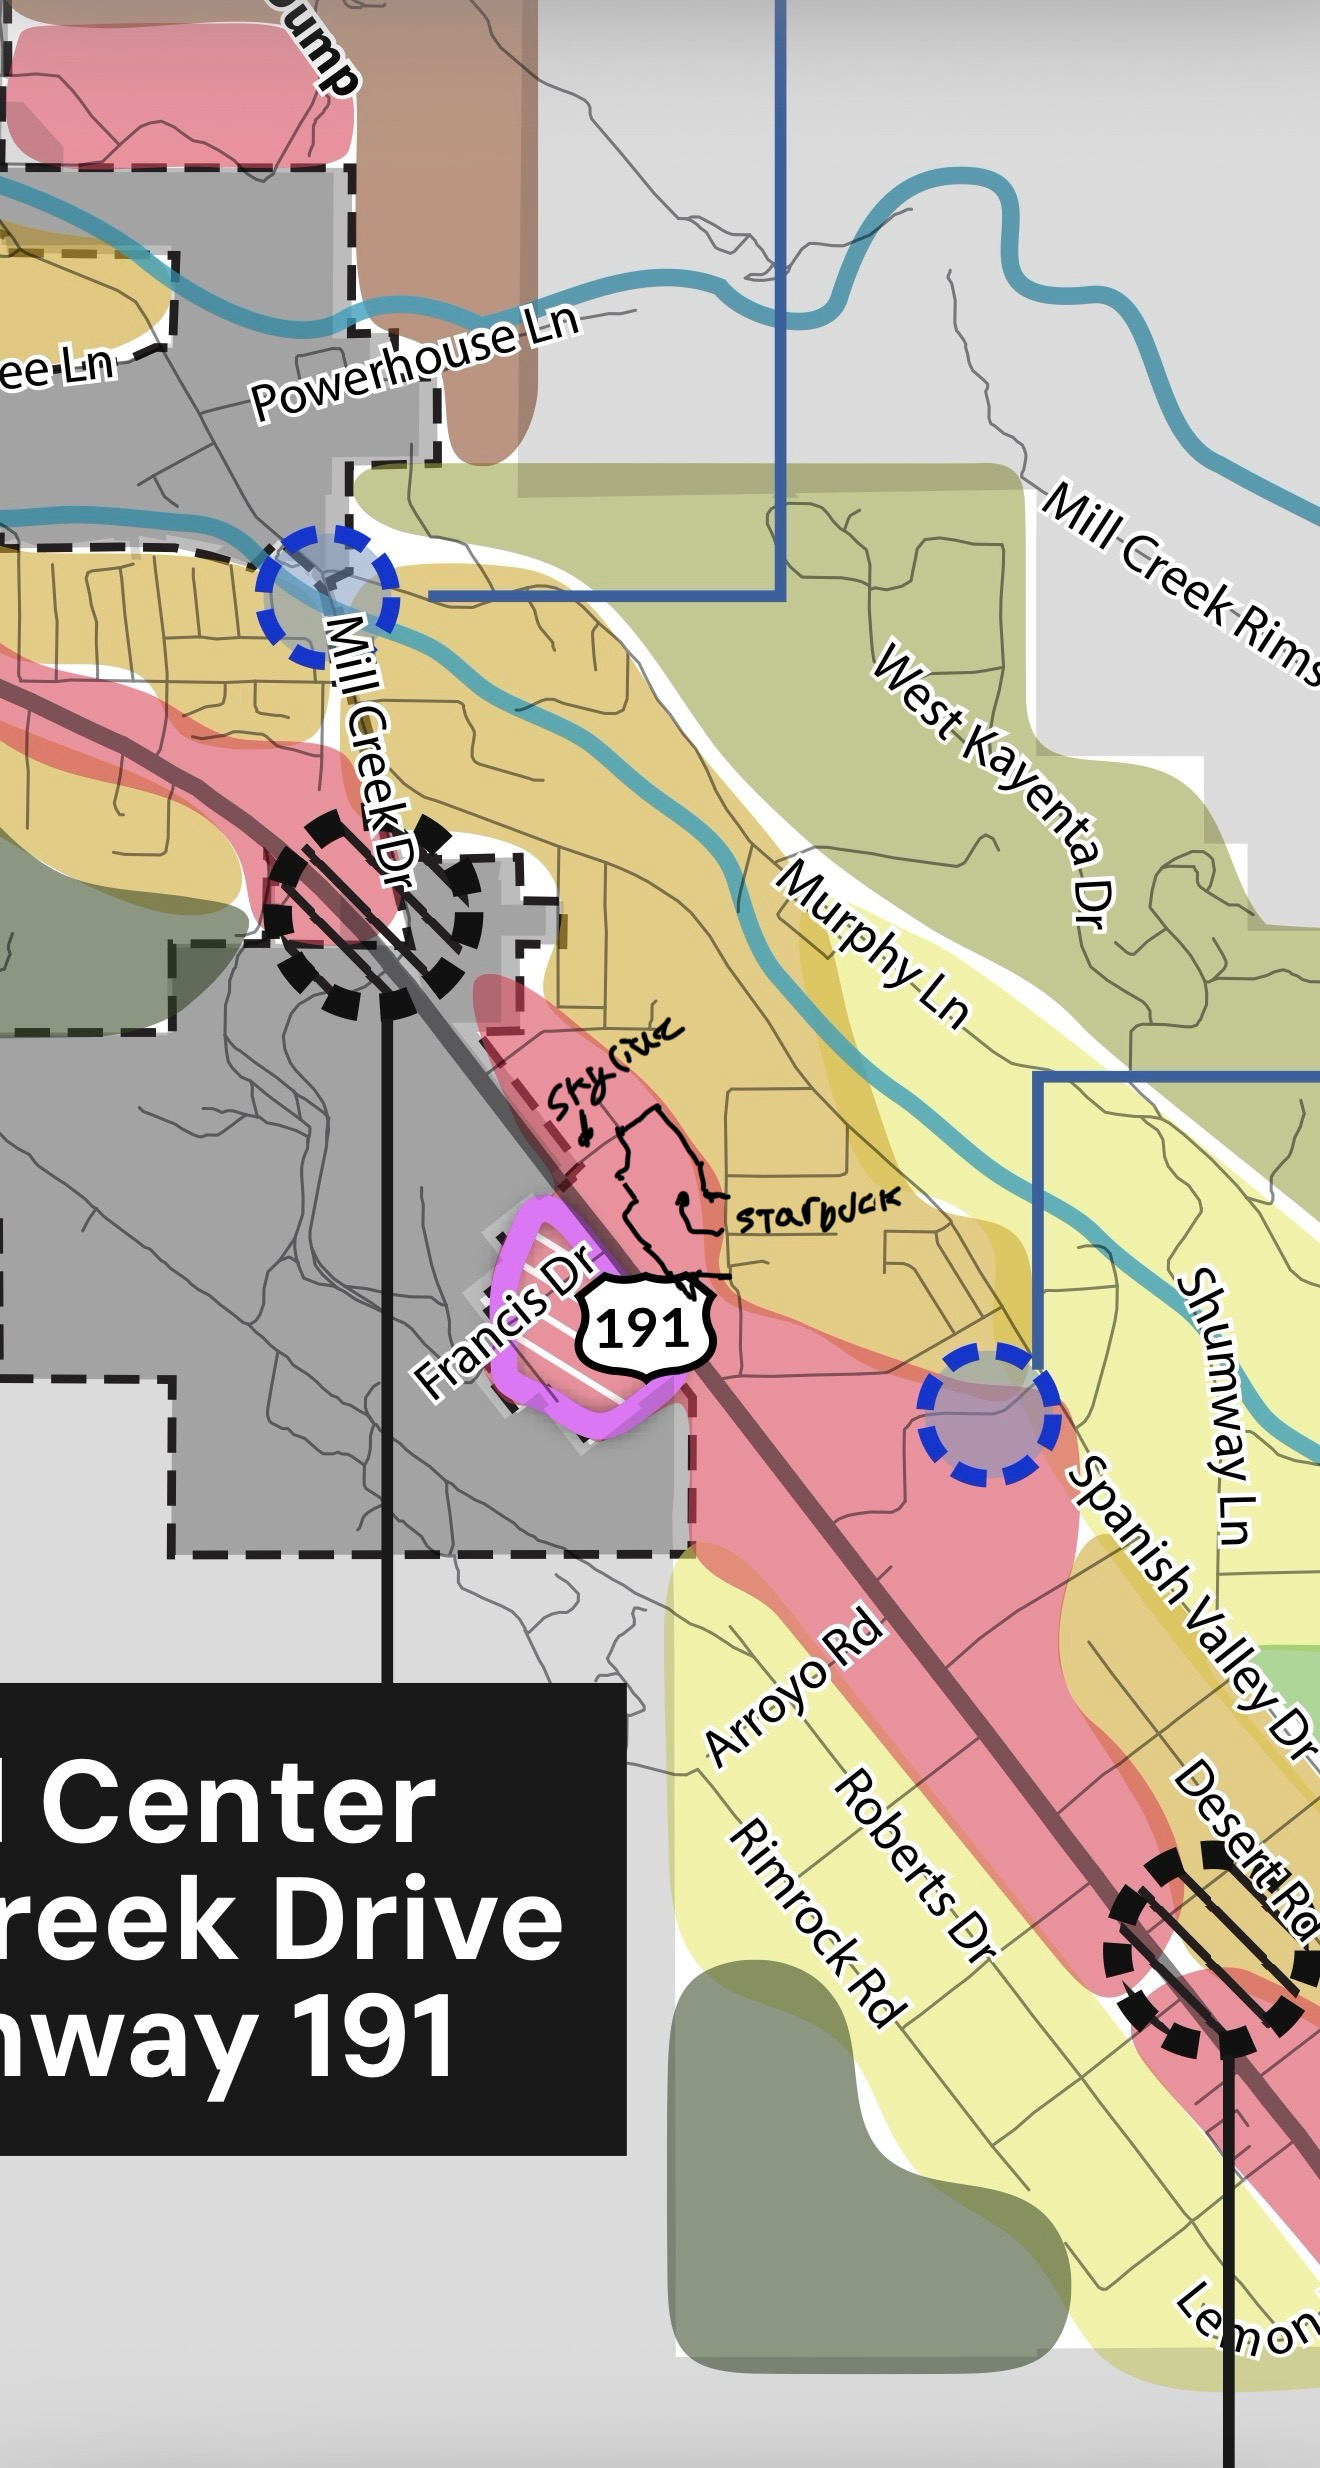 ump
ee Ln
Powerhouse Ln
Mill Creek Rims
Mill Creek Dr
West Kayenta Dr
Murphy Ln
starbuck
Francis Dr
191
Shumway Ln
Spanish Valley Dr
Arroyo Rd
Roberts Dr
Rimrock Rd
Desert Rd
Center
reek Drive
hway 191
Lemon